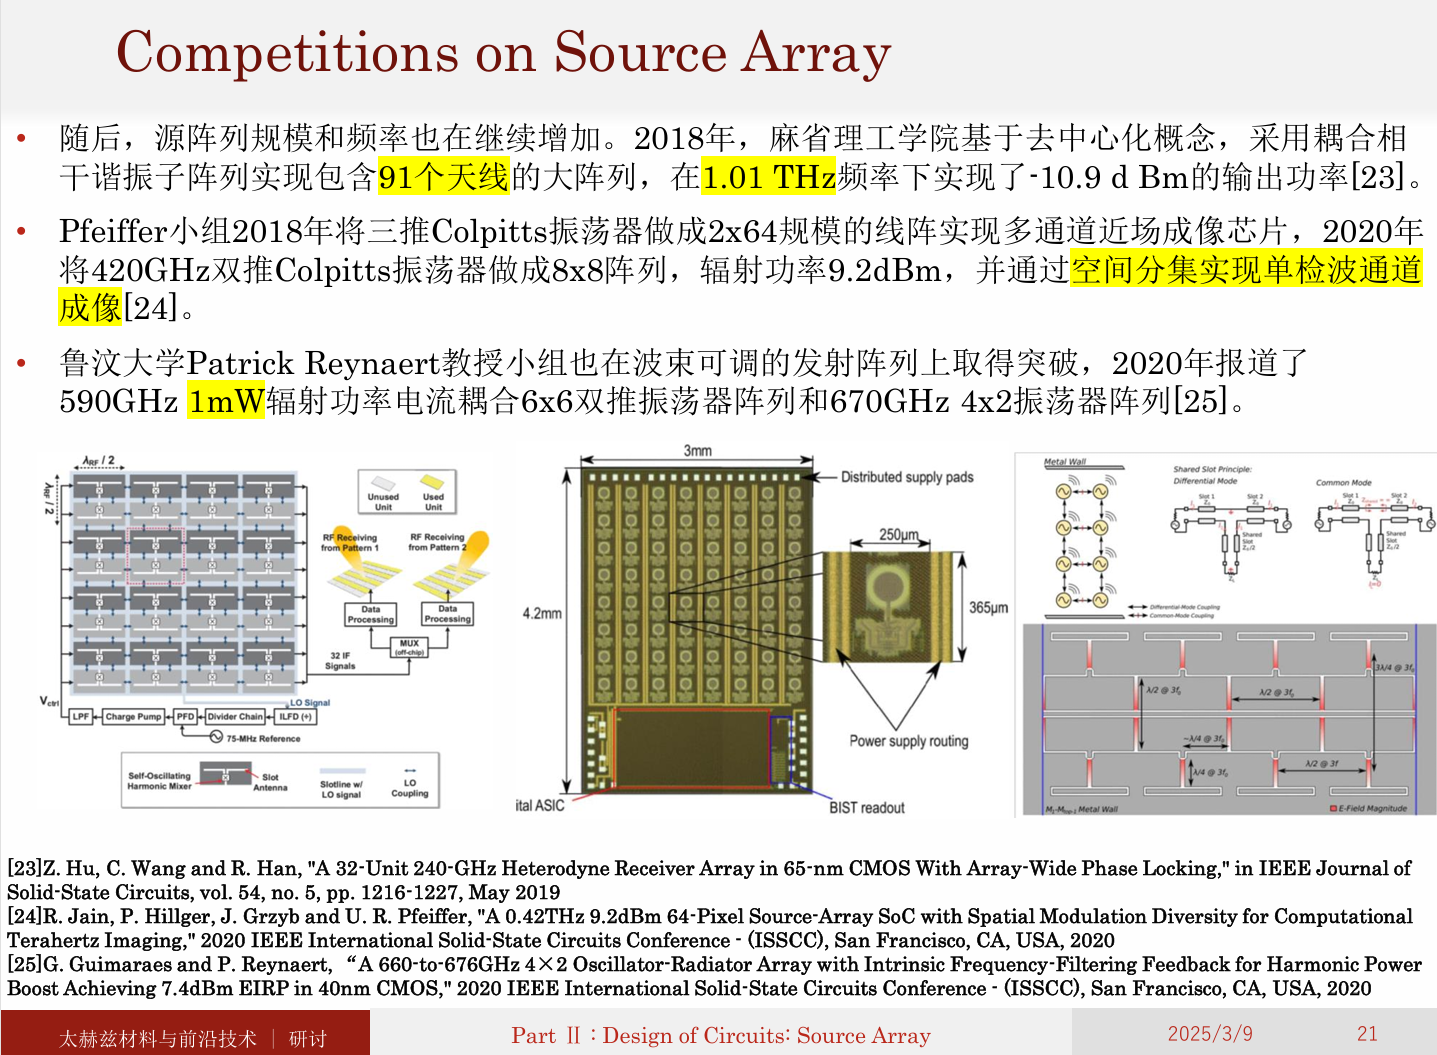 Competitions on Source Array
• 随后，源阵列规模和频率也在继续增加。2018年，麻省理工学院基于去中心化概念，采用耦合相
干谐振子阵列实现包含91个天线的大阵列，在1.01 THz频率下实现了-10.9 d Bm的输出功率[23]。
• Pfeiffer小组2018年将三推Colpitts振荡器做成2x64规模的线阵实现多通道近场成像芯片，2020年
将420GHz双推Colpitts振荡器做成8x8阵列，辐射功率9.2dBm，并通过空间分集实现单检波通道
成像[24]。
• 鲁汶大学Patrick Reynaert教授小组也在波束可调的发射阵列上取得突破，2020年报道了
590GHz 1mW辐射功率电流耦合6x6双推振荡器阵列和670GHz 4x2振荡器阵列[25]。
λRF / 2
λRF / 2
Unused
Unit
Used
Unit
RF Receiving
from Pattern 1
RF Receiving
from Pattern 2
Data
Processing
Data
Processing
MUX
(off-chip)
32 IF
Signals
Vctrl
LO Signal
LPF
Charge Pump
PFD
Divider Chain
ILFD (÷)
75-MHz Reference
Self-Oscillating
Harmonic Mixer
Slot
Antenna
Slotline w/
LO signal
LO
Coupling
3mm
Distributed supply pads
250μm
4.2mm
365μm
Power supply routing
ital ASIC
BIST readout
Metal Wall
Shared Slot Principle:
Differential Mode
Common Mode
Slot 1
Slot 2
Slot 1
Slot 2
Shared
Slot
Z0/2
Shared
Slot
Z0/2
Differential-Mode Coupling
Common-Mode Coupling
λ/2 @ 3f0
λ/2 @ 3f0
3λ/4 @ 3f0
~λ/4 @ 3f0
λ/4 @ 3f0
λ/2 @ 3f
Metal Wall
E-Field Magnitude
[23]Z. Hu, C. Wang and R. Han, "A 32-Unit 240-GHz Heterodyne Receiver Array in 65-nm CMOS With Array-Wide Phase Locking," in IEEE Journal of
Solid-State Circuits, vol. 54, no. 5, pp. 1216-1227, May 2019
[24]R. Jain, P. Hillger, J. Grzyb and U. R. Pfeiffer, "A 0.42THz 9.2dBm 64-Pixel Source-Array SoC with Spatial Modulation Diversity for Computational
Terahertz Imaging," 2020 IEEE International Solid-State Circuits Conference - (ISSCC), San Francisco, CA, USA, 2020
[25]G. Guimaraes and P. Reynaert, “A 660-to-676GHz 4×2 Oscillator-Radiator Array with Intrinsic Frequency-Filtering Feedback for Harmonic Power
Boost Achieving 7.4dBm EIRP in 40nm CMOS," 2020 IEEE International Solid-State Circuits Conference - (ISSCC), San Francisco, CA, USA, 2020
太赫兹材料与前沿技术 ｜ 研讨
Part Ⅱ : Design of Circuits: Source Array
2025/3/9
21